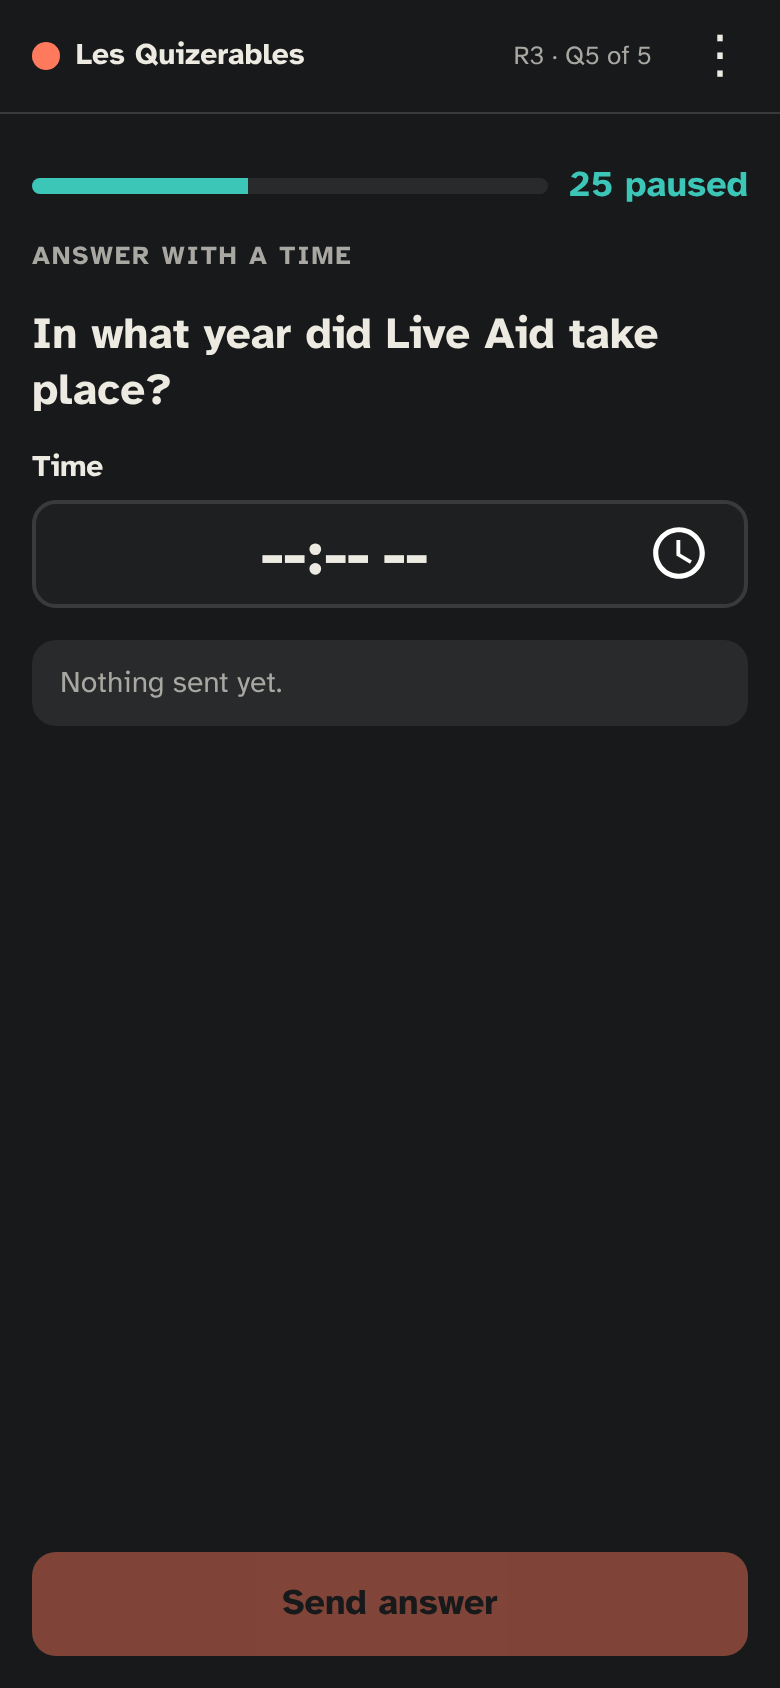 Les Quizerables
R3 · Q5 of 5
25 paused
ANSWER WITH A TIME
In what year did Live Aid take
place?
Time
--:-- --
Nothing sent yet.
Send answer